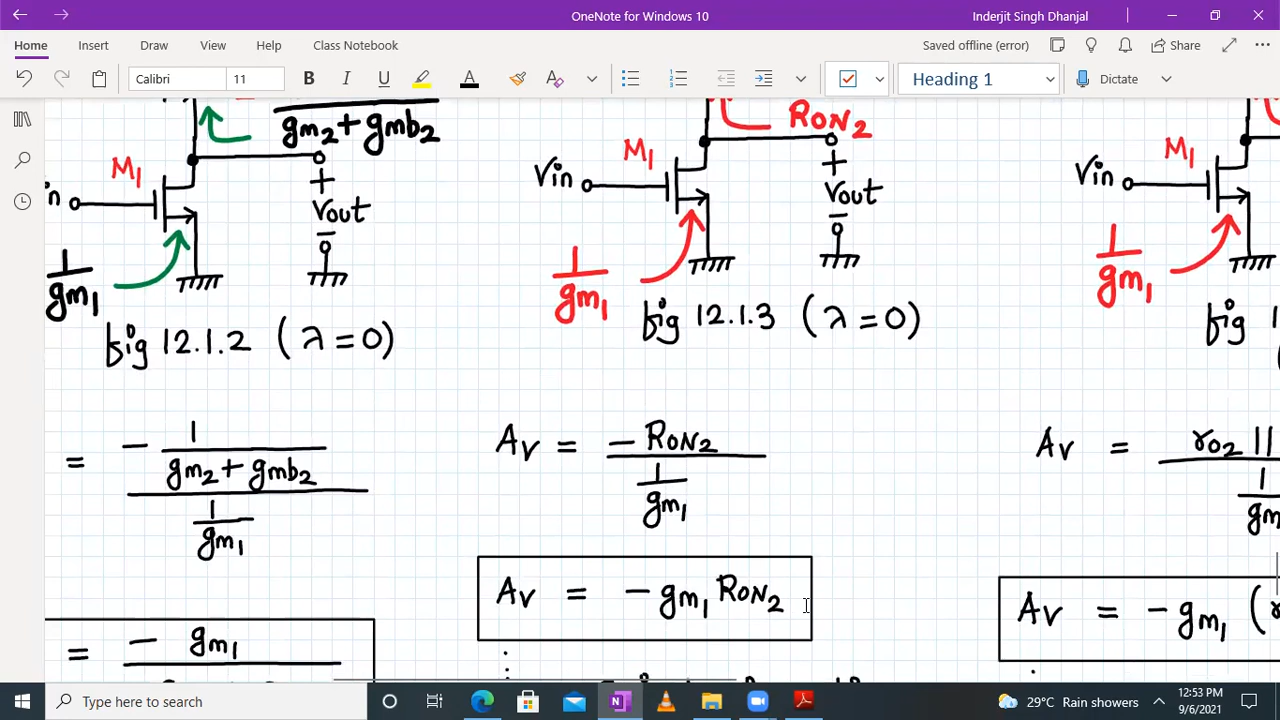 OneNote for Windows 10
Inderjit Singh Dhanjal
Home Insert Draw View Help Class Notebook
Saved offline (error)
Share
Calibri 11 B I U A
Heading 1
Dictate
gm2 + gmb2
M1
in
Vout
+
-
1
gm1
fig 12.1.2 (λ = 0)
= - 1
gm2 + gmb2
1
gm1
= - gm1
RON2
M1
Vin
+
Vout
-
1
gm1
fig 12.1.3 (λ = 0)
Av = - RON2
1
gm1
Av = - gm1 RON2
M1
Vin
1
gm1
fig
Av = ro2 ||
1
gm
Av = - gm1 (
Type here to search
29°C Rain showers
12:53 PM
9/6/2021